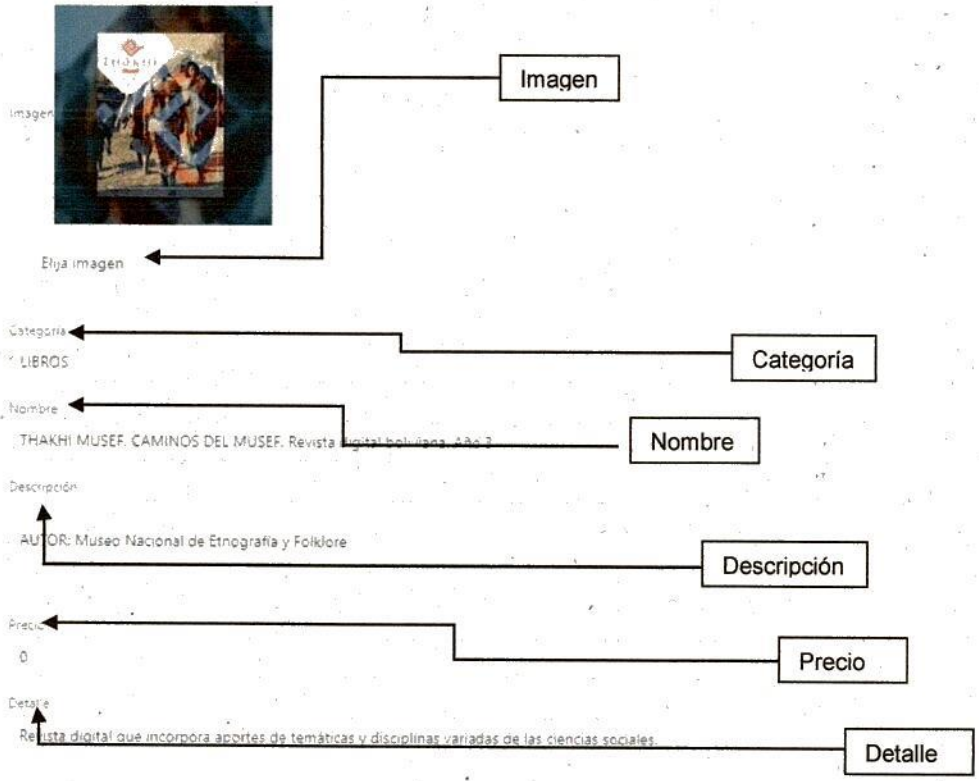 THAKHI
Imagen
Imagen
Elija imagen
Categoría
LIBROS
Categoría
Nombre
THAKHI MUSEF. CAMINOS DEL MUSEF. Revista digital boliviana. Año 3
Nombre
Descripción
AUTOR: Museo Nacional de Etnografía y Folklore
Descripción
Precio
0
Precio
Detalle
Revista digital que incorpora aportes de temáticas y disciplinas variadas de las ciencias sociales.
Detalle